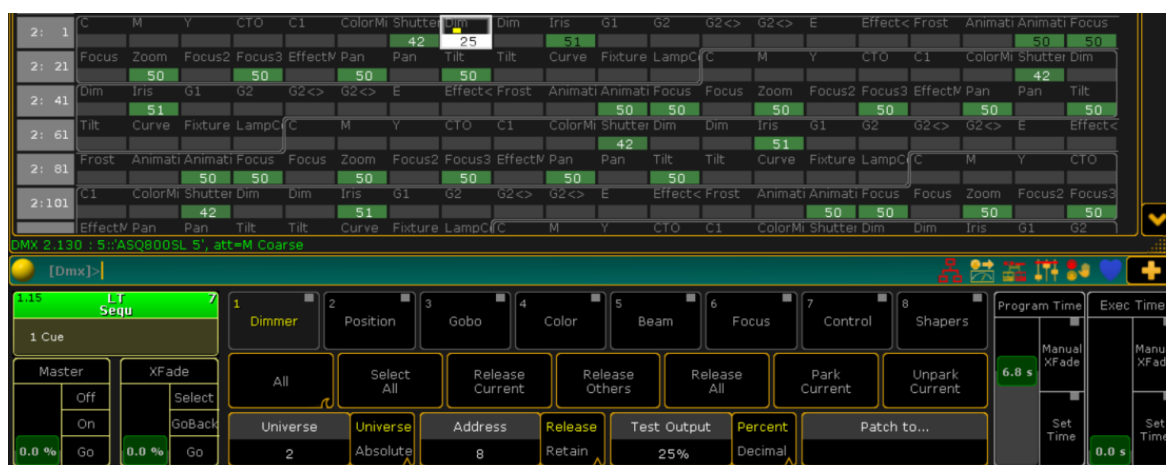 C M Y CTO C1 ColorMi Shutter Dim Dim Iris G1 G2 G2<> G2<> E Effect< Frost Animati Animati Focus
2: 1
42 25 51 50 50
Focus Zoom Focus2 Focus3 EffectM Pan Pan Tilt Tilt Curve Fixture LampC C M Y CTO C1 ColorMi Shutter Dim
2: 21
50 50 50 50 42
Dim Iris G1 G2 G2<> G2<> E Effect< Frost Animati Animati Focus Focus Zoom Focus2 Focus3 EffectM Pan Pan Tilt
2: 41
51 50 50 50 50 50 50
Tilt Curve Fixture LampC C M Y CTO C1 ColorMi Shutter Dim Dim Iris G1 G2 G2<> G2<> E Effect<
2: 61
42 51
Frost Animati Animati Focus Focus Zoom Focus2 Focus3 EffectM Pan Pan Tilt Tilt Curve Fixture LampC C M Y CTO
2: 81
50 50 50 50 50 50
C1 ColorMi Shutter Dim Dim Iris G1 G2 G2<> G2<> E Effect< Frost Animati Animati Focus Focus Zoom Focus2 Focus3
2:101
42 51 50 50 50 50
EffectM Pan Pan Tilt Tilt Curve Fixture LampC C M Y CTO C1 ColorMi Shutter Dim Dim Iris G1 G2
DMX 2.130 : 5::'ASQ800SL 5', att=M Coarse
[Dmx]>
1.15 LT 7
Sequ
1 Cue
1 Dimmer
2 Position
3 Gobo
4 Color
5 Beam
6 Focus
7 Control
8 Shapers
Program Time
Exec Time
Manual
XFade
Manu
XFad
6.8 s
Set
Time
Set
Time
0.0 s
Master
Off
On
0.0 % Go
XFade
Select
GoBack
0.0 % Go
All
Select
All
Release
Current
Release
Others
Release
All
Park
Current
Unpark
Current
Universe
2
Universe
Absolute
Address
8
Release
Retain
Test Output
25%
Percent
Decimal
Patch to...